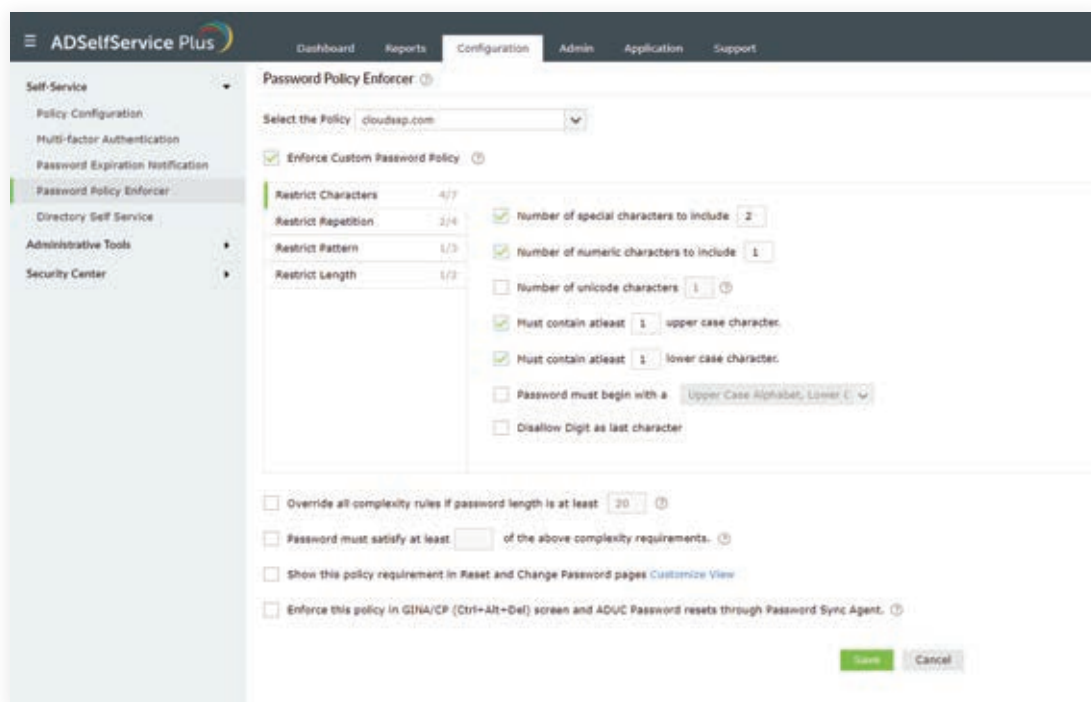 ADSelfService Plus
Dashboard Reports Configuration Admin Application Support
Self-Service
Policy Configuration
Multi-factor Authentication
Password Expiration Notification
Password Policy Enforcer
Directory Self Service
Administrative Tools
Security Center
Password Policy Enforcer
Select the Policy cloudssp.com
Enforce Custom Password Policy
Restrict Characters 4/7
Restrict Repetition 2/4
Restrict Pattern 1/3
Restrict Length 1/2
Number of special characters to include 2
Number of numeric characters to include 1
Number of unicode characters 1
Must contain atleast 1 upper case character.
Must contain atleast 1 lower case character.
Password must begin with a Upper Case Alphabet, Lower C
Disallow Digit as last character
Override all complexity rules if password length is at least 20
Password must satisfy at least of the above complexity requirements.
Show this policy requirement in Reset and Change Password pages Customize View
Enforce this policy in GINA/CP (Ctrl+Alt+Del) screen and ADUC Password resets through Password Sync Agent.
Save Cancel